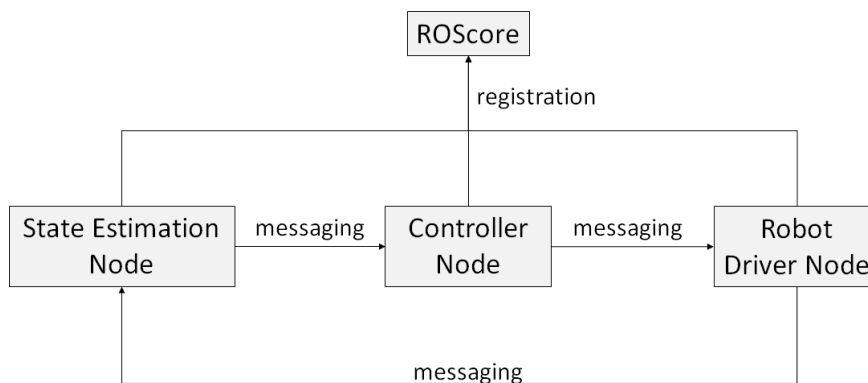 ROScore
registration
State Estimation
Node
messaging
Controller
Node
messaging
Robot
Driver Node
messaging